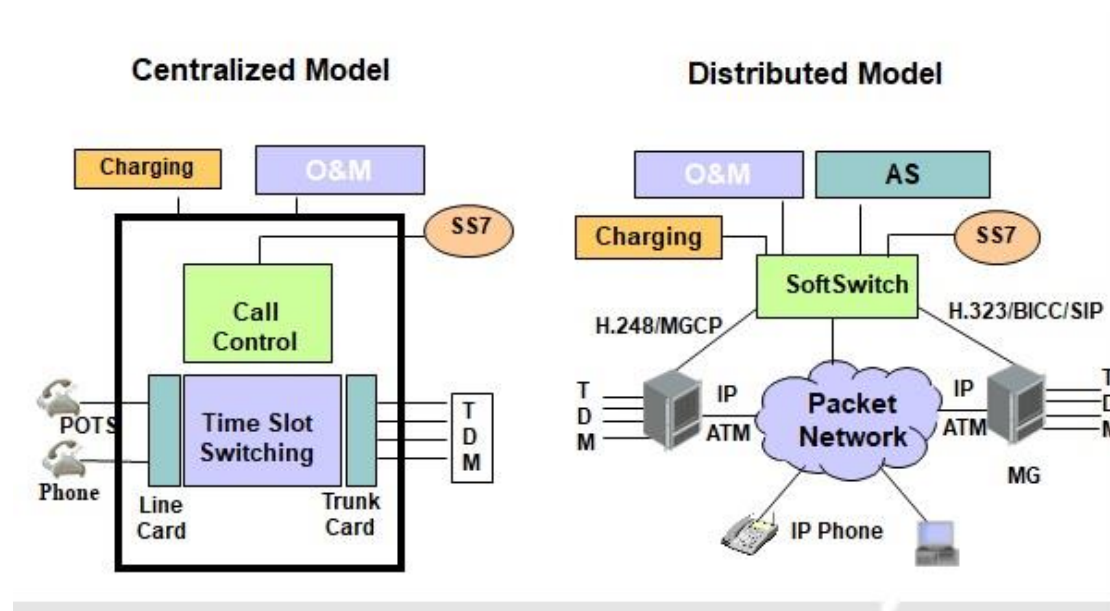 Centralized Model
Charging
O&M
SS7
Call
Control
POTS
Phone
Time Slot
Switching
T
D
M
Line
Card
Trunk
Card
Distributed Model
O&M
AS
Charging
SS7
SoftSwitch
H.248/MGCP
H.323/BICC/SIP
T
D
M
IP
ATM
Packet
Network
IP
ATM
T
D
M
MG
IP Phone